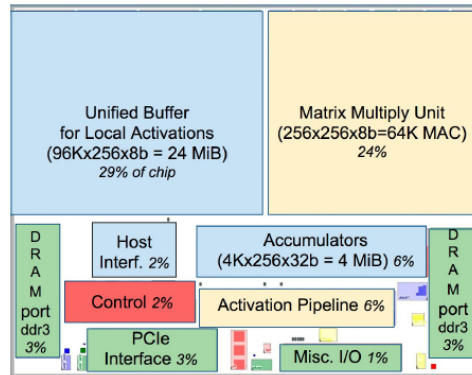 Unified Buffer
for Local Activations
(96Kx256x8b = 24 MiB)
29% of chip
Matrix Multiply Unit
(256x256x8b=64K MAC)
24%
D
R
A
M
port
ddr3
3%
Host
Interf. 2%
Accumulators
(4Kx256x32b = 4 MiB) 6%
D
R
A
M
port
ddr3
3%
Control 2%
Activation Pipeline 6%
PCIe
Interface 3%
Misc. I/O 1%